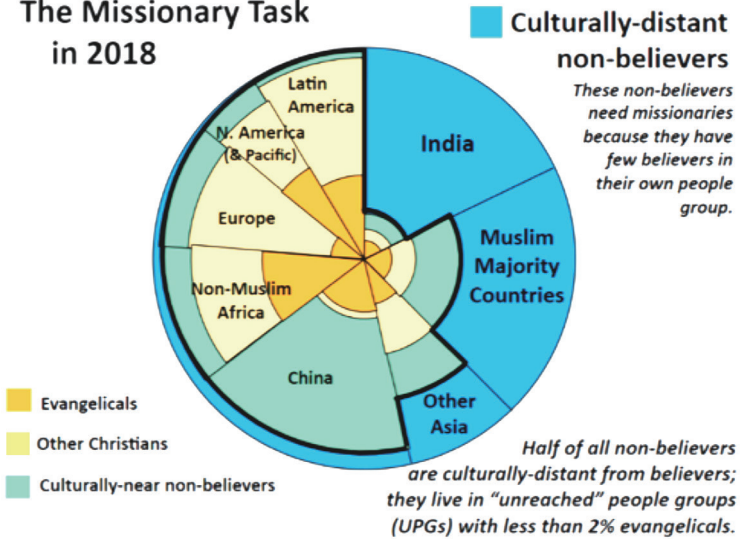 The Missionary Task
in 2018
Culturally-distant
non-believers
These non-believers
need missionaries
because they have
few believers in
their own people
group.
Latin
America
N. America
(& Pacific)
India
Europe
Muslim
Majority
Countries
Non-Muslim
Africa
China
Other
Asia
Evangelicals
Other Christians
Culturally-near non-believers
Half of all non-believers
are culturally-distant from believers;
they live in “unreached” people groups
(UPGs) with less than 2% evangelicals.